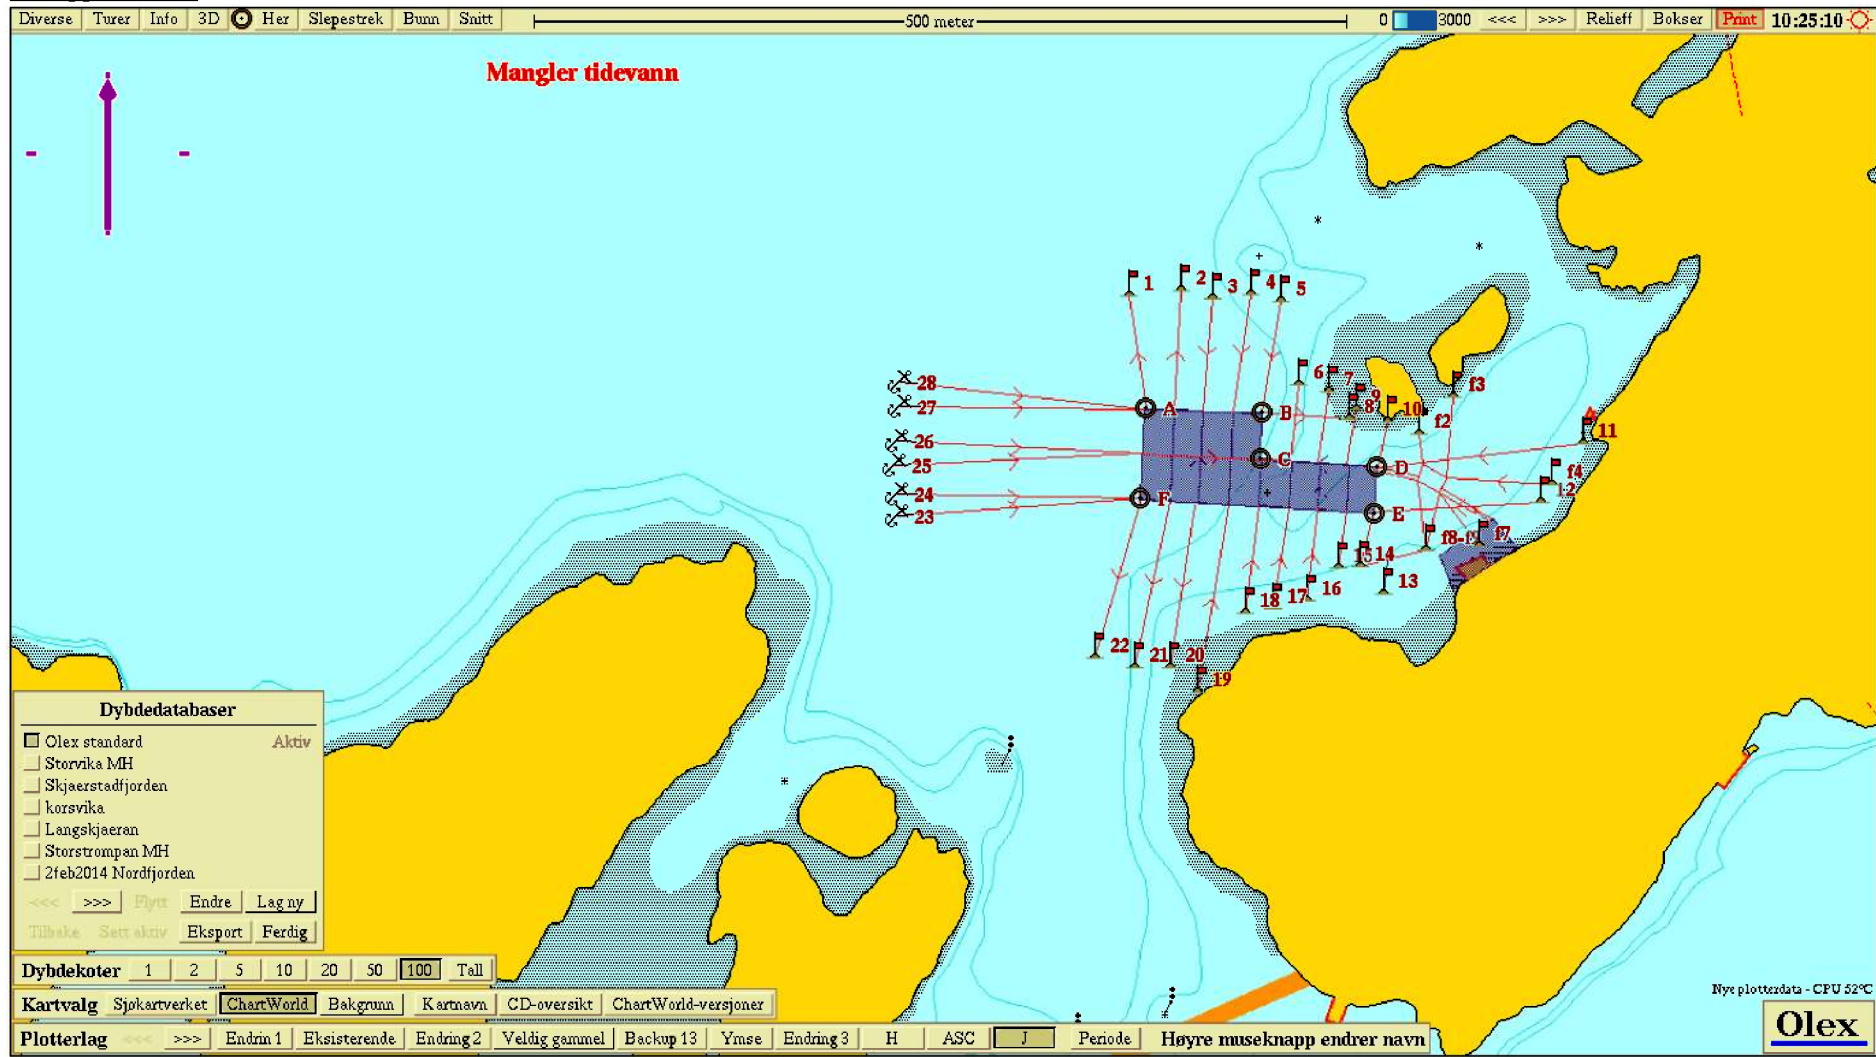 Diverse Turer Info 3D Her Slepestrek Bunn Snitt 500 meter 0 3000 <<< >>> Relieff Bokser Print 10:25:10
Mangler tidevann
1 2 3 4 5
28 6 7 f3
27 A B 9 8 10 f2
26 11
25 C D f4
24 F 12
23 E
f8-f f7
15 14
13
18 17 16
22 21 20
19
Dybdedatabaser
Olex standard Aktiv
Storvika MH
Skjaerstadfjorden
korsvika
Langskjaeran
Storstrompan MH
2feb2014 Nordfjorden
<<< >>> Flytt Endre Lag ny
Tilbake Sett aktiv Eksport Ferdig
Dybdekoter 1 2 5 10 20 50 100 Tall
Kartvalg Sjøkartverket ChartWorld Bakgrunn Kartnavn CD-oversikt ChartWorld-versjoner
Nye plotterdata - CPU 52°C
Plotterlag <<< >>> Endrin 1 Eksisterende Endring 2 Veldig gammel Backup 13 Ymse Endring 3 H ASC J Periode Høyre museknapp endrer navn
Olex